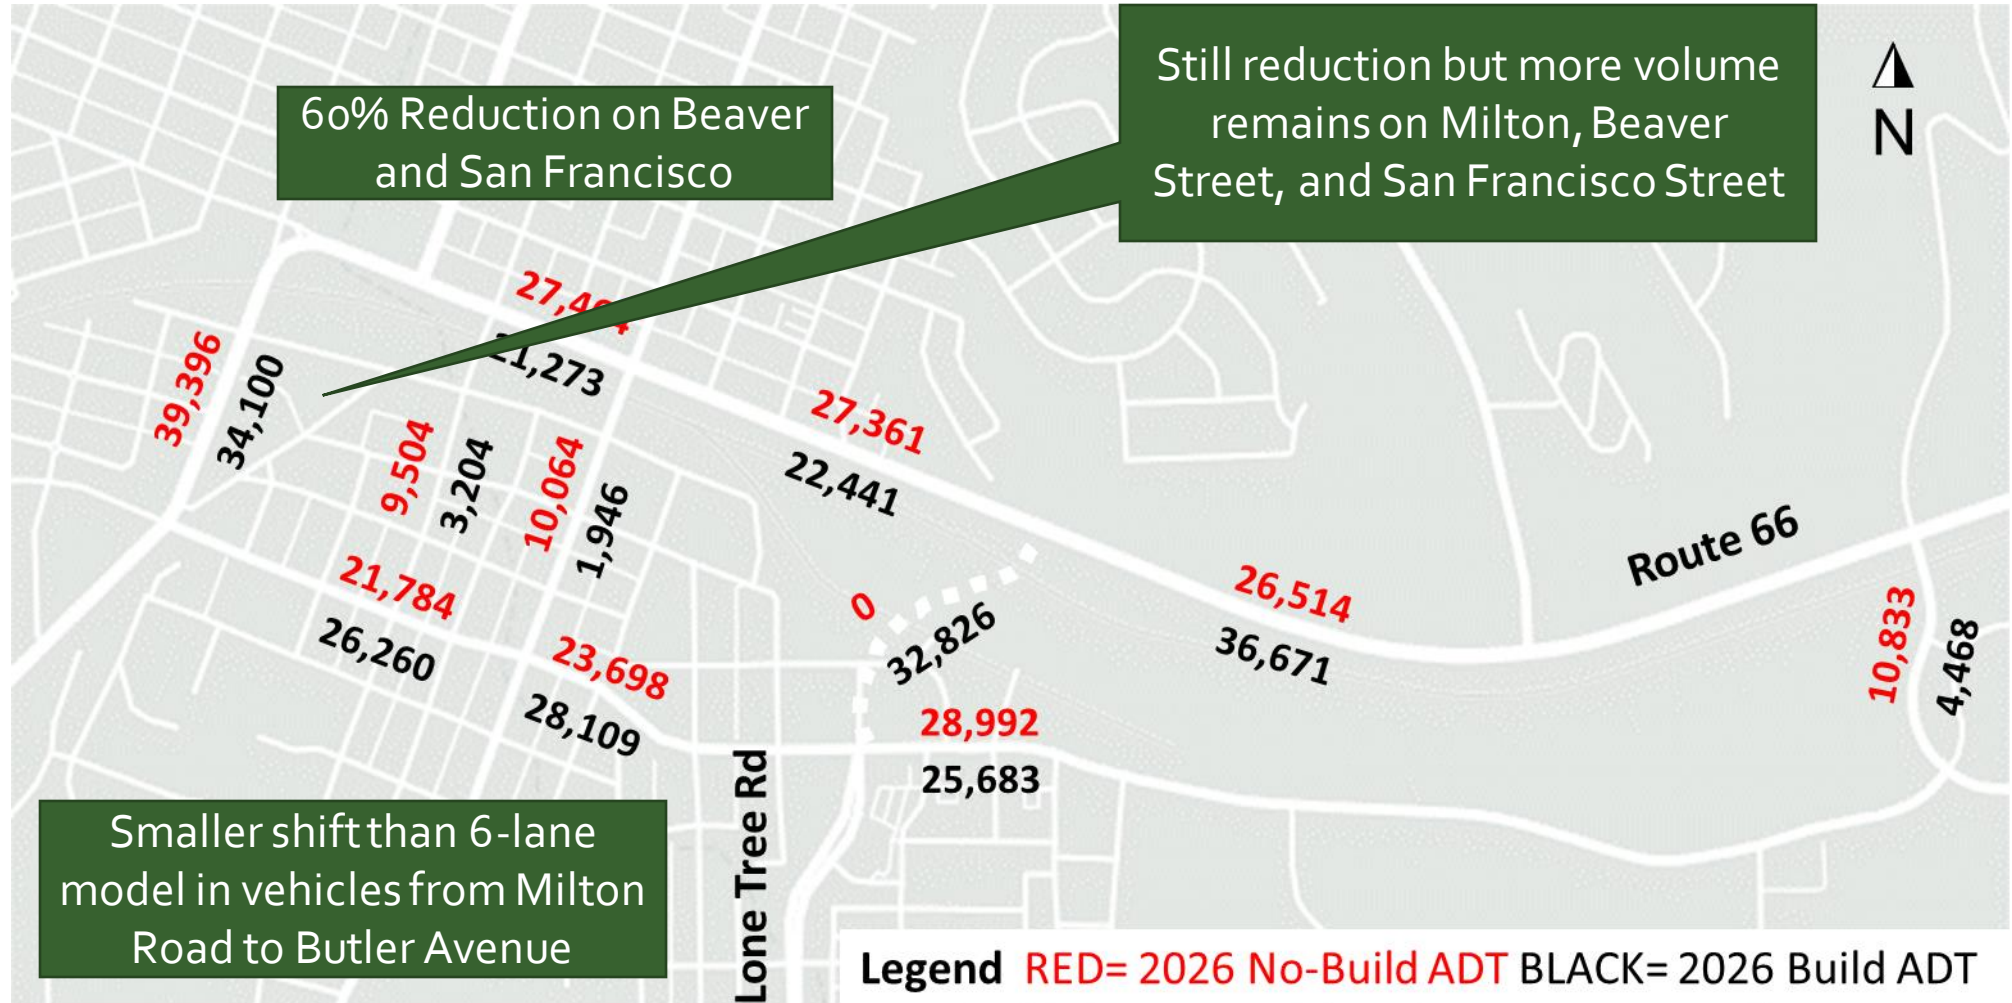 60% Reduction on Beaver
and San Francisco
Still reduction but more volume
remains on Milton, Beaver
Street, and San Francisco Street
N
21,273
39,396
34,100
27,361
22,441
9,504
3,204
10,064
1,946
Route 66
21,784
26,260
23,698
28,109
0
32,826
26,514
36,671
10,833
4,468
28,992
25,683
Lone Tree Rd
Smaller shift than 6-lane
model in vehicles from Milton
Road to Butler Avenue
Legend RED= 2026 No-Build ADT BLACK= 2026 Build ADT